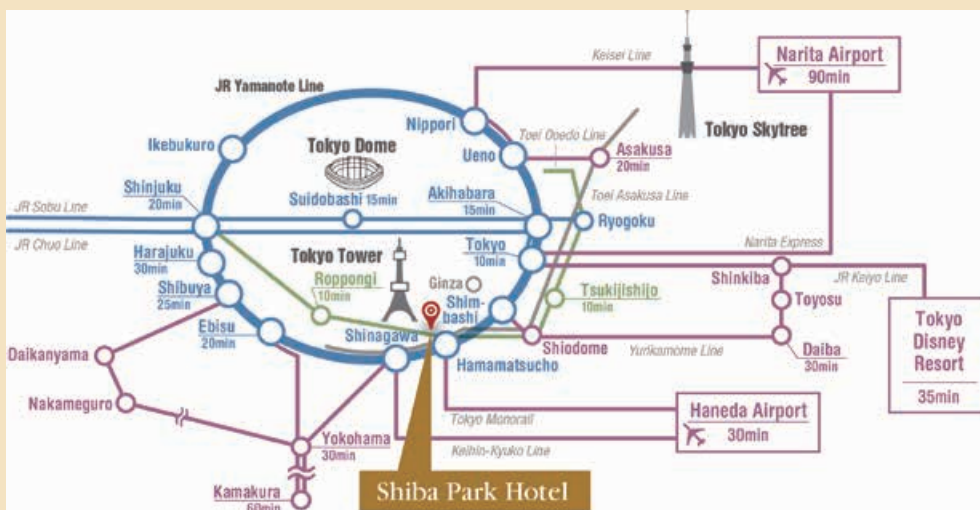 Keisei Line
Narita Airport
90min
JR Yamanote Line
Nippori
Tokyo Skytree
Toei Ooedo Line
Ikebukuro
Tokyo Dome
Ueno
Asakusa
20min
Shinjuku
20min
Suidobashi 15min
Akihabara
15min
Toei Asakusa Line
JR Sobu Line
Ryogoku
JR Chuo Line
Harajuku
30min
Tokyo Tower
Tokyo
10min
Narita Express
Roppongi
10min
Ginza
Shinkiba
JR Keiyo Line
Shibuya
25min
Shim-
bashi
Tsukijishijo
10min
Toyosu
Ebisu
20min
Shinagawa
Hamamatsucho
Shiodome
Yurikamome Line
Daiba
30min
Tokyo
Disney
Resort
35min
Daikanyama
Nakameguro
Tokyo Monorail
Haneda Airport
30min
Yokohama
30min
Keihin-Kyuko Line
Kamakura
60min
Shiba Park Hotel